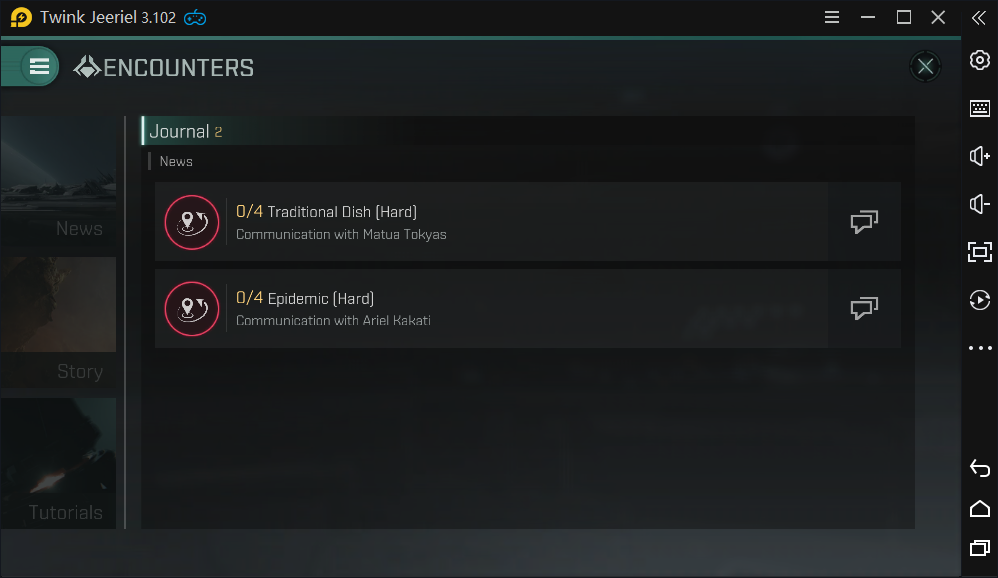 Twink Jeeriel 3.102
ENCOUNTERS
Journal 2
News
0/4 Traditional Dish (Hard)
Communication with Matua Tokyas
0/4 Epidemic (Hard)
Communication with Ariel Kakati
News
Story
Tutorials